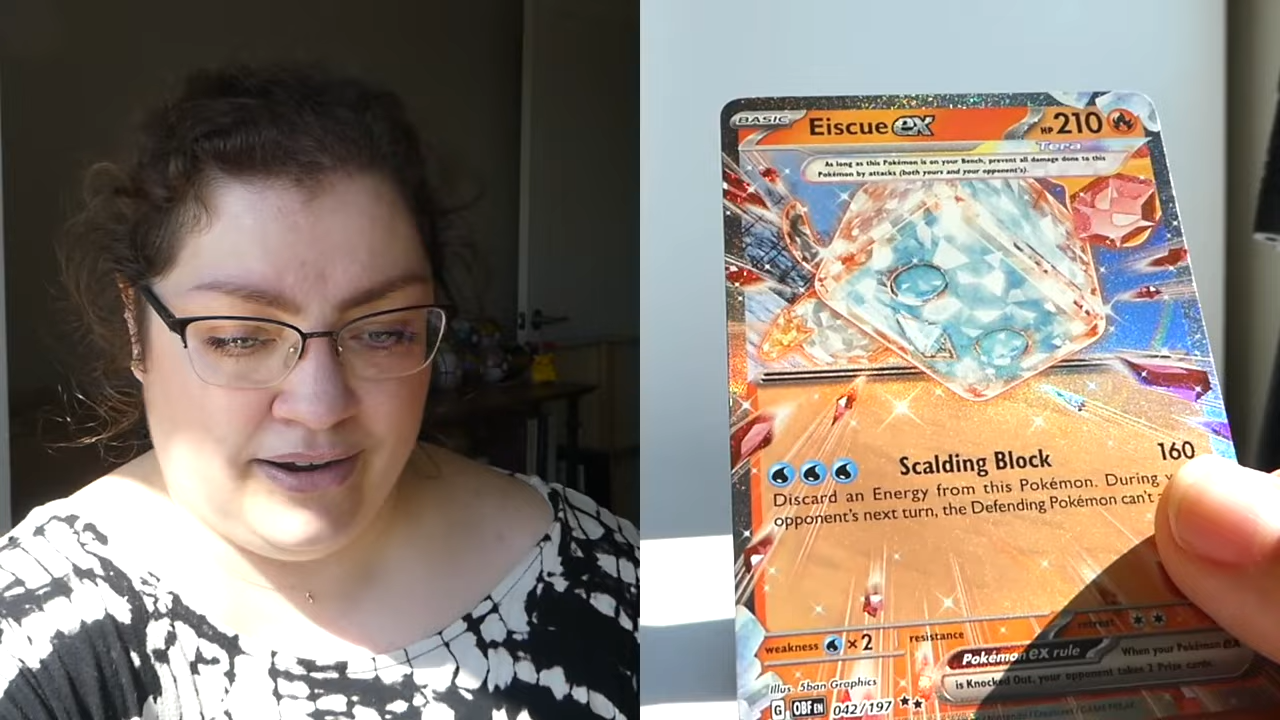 BASIC Eiscue ex HP 210
Tera
As long as this Pokémon is on your Bench, prevent all damage done to this
Pokémon by attacks (both yours and your opponent's).
Scalding Block 160
Discard an Energy from this Pokémon. During
opponent's next turn, the Defending Pokémon can't
weakness ×2 resistance retreat
Pokémon ex rule
When your Pokémon ex
is Knocked Out, your opponent takes 2 Prize cards.
Illus. 5ban Graphics
G OBF EN 042/197 ★★